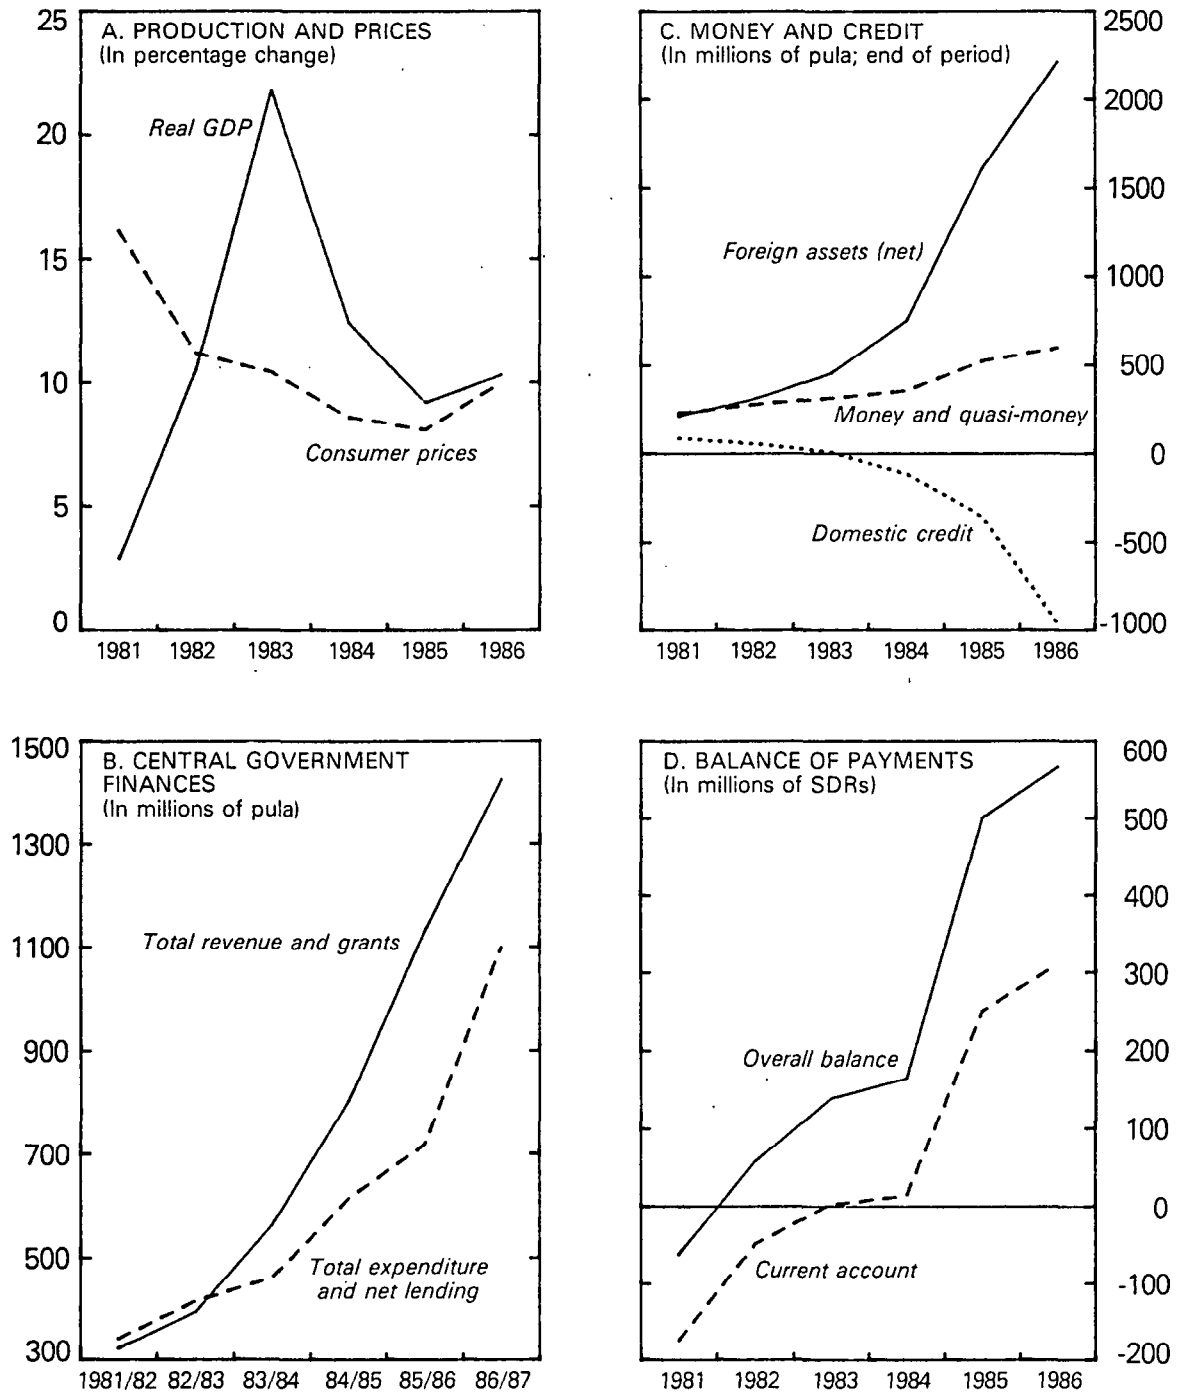 A. PRODUCTION AND PRICES
(In percentage change)
25
20
15
10
5
0
Real GDP
Consumer prices
1981 1982 1983 1984 1985 1986
C. MONEY AND CREDIT
(In millions of pula; end of period)
2500
2000
1500
1000
500
0
-500
-1000
Foreign assets (net)
Money and quasi-money
Domestic credit
1981 1982 1983 1984 1985 1986
B. CENTRAL GOVERNMENT
FINANCES
(In millions of pula)
1500
1300
1100
900
700
500
300
Total revenue and grants
Total expenditure
and net lending
1981/82 82/83 83/84 84/85 85/86 86/87
D. BALANCE OF PAYMENTS
(In millions of SDRs)
600
500
400
300
200
100
0
-100
-200
Overall balance
Current account
1981 1982 1983 1984 1985 1986